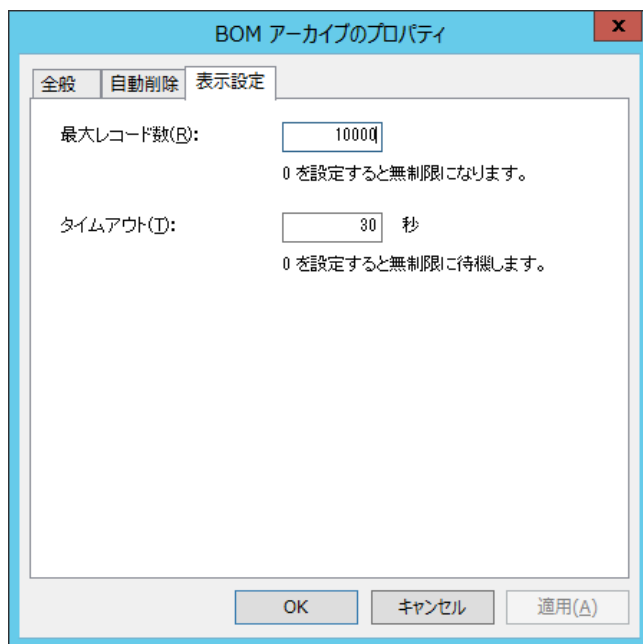 BOM アーカイブのプロパティ
x
全般 自動削除 表示設定
最大レコード数(R): 10000
0 を設定すると無制限になります。
タイムアウト(T): 30 秒
0 を設定すると無制限に待機します。
OK キャンセル 適用(A)